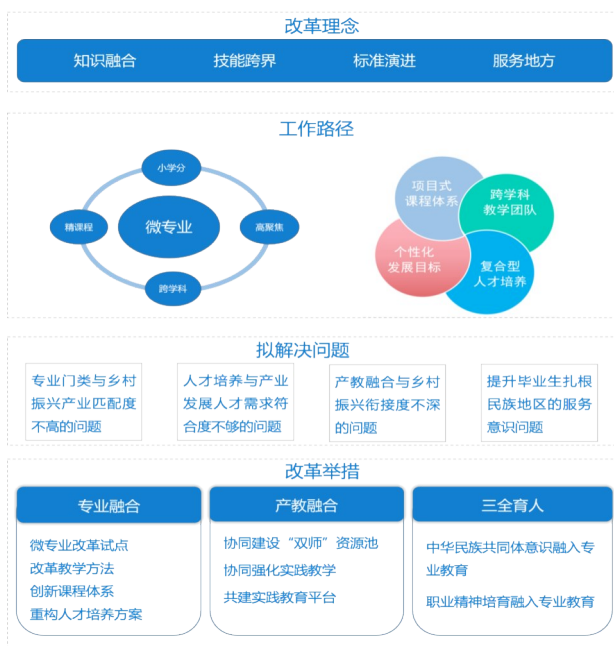 改革理念
知识融合 技能跨界 标准演进 服务地方
工作路径
小学分
精课程
微专业
高聚焦
跨学科
项目式
课程体系
跨学科
教学团队
个性化
发展目标
复合型
人才培养
拟解决问题
专业门类与乡村
振兴产业匹配度
不高的问题
人才培养与产业
发展人才需求符
合度不够的问题
产教融合与乡村
振兴衔接度不深
的问题
提升毕业生扎根
民族地区的服务
意识问题
改革举措
专业融合
微专业改革试点
改革教学方法
创新课程体系
重构人才培养方案
产教融合
协同建设“双师”资源池
协同强化实践教学
共建实践教育平台
三全育人
中华民族共同体意识融入专
业教育
职业精神培育融入专业教育